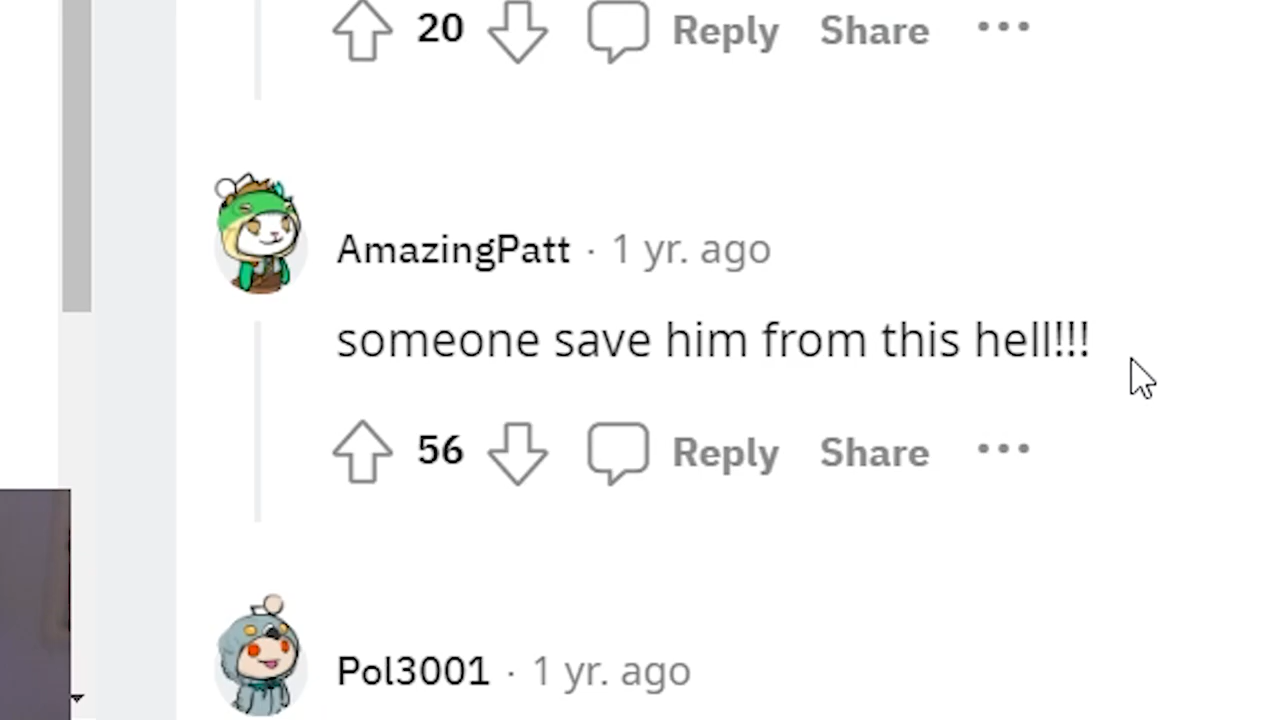 20 Reply Share
AmazingPatt · 1 yr. ago
someone save him from this hell!!!
56 Reply Share
Pol3001 · 1 yr. ago